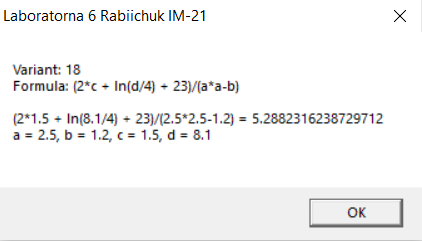 Laboratorna 6 Rabiichuk IM-21
Variant: 18
Formula: (2*c + ln(d/4) + 23)/(a*a-b)
(2*1.5 + ln(8.1/4) + 23)/(2.5*2.5-1.2) = 5.2882316238729712
a = 2.5, b = 1.2, c = 1.5, d = 8.1
OK